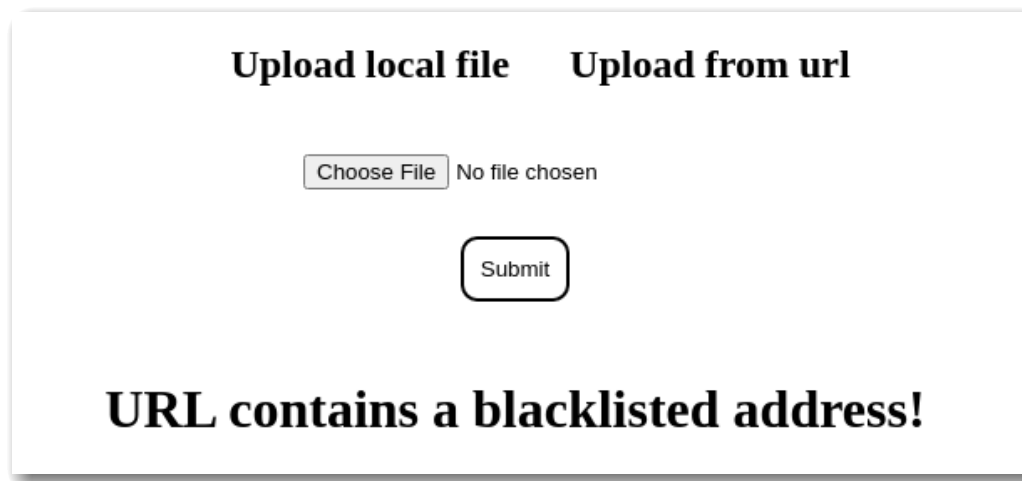 Upload local file Upload from url
Choose File No file chosen
Submit
URL contains a blacklisted address!